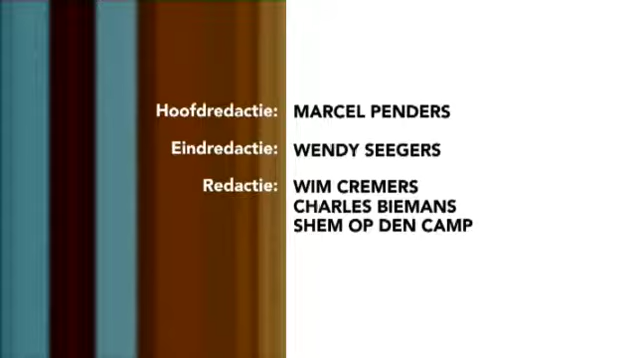 Hoofdredactie: MARCEL PENDERS
Eindredactie: WENDY SEEGERS
Redactie: WIM CREMERS
CHARLES BIEMANS
SHEM OP DEN CAMP